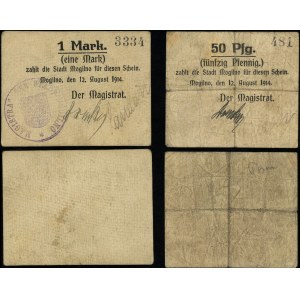 1 Mark. 3334
(eine Mark)
zahlt die Stadt Mogilno für diesen Schein.
Mogilno, den 12. August 1914.
Der Magistrat.
50 Pfg. 481
(fünfzig Pfennig.)
zahlt die Stadt Mogilno für diesen Schein.
Mogilno, den 12. August 1914.
Der Magistrat.